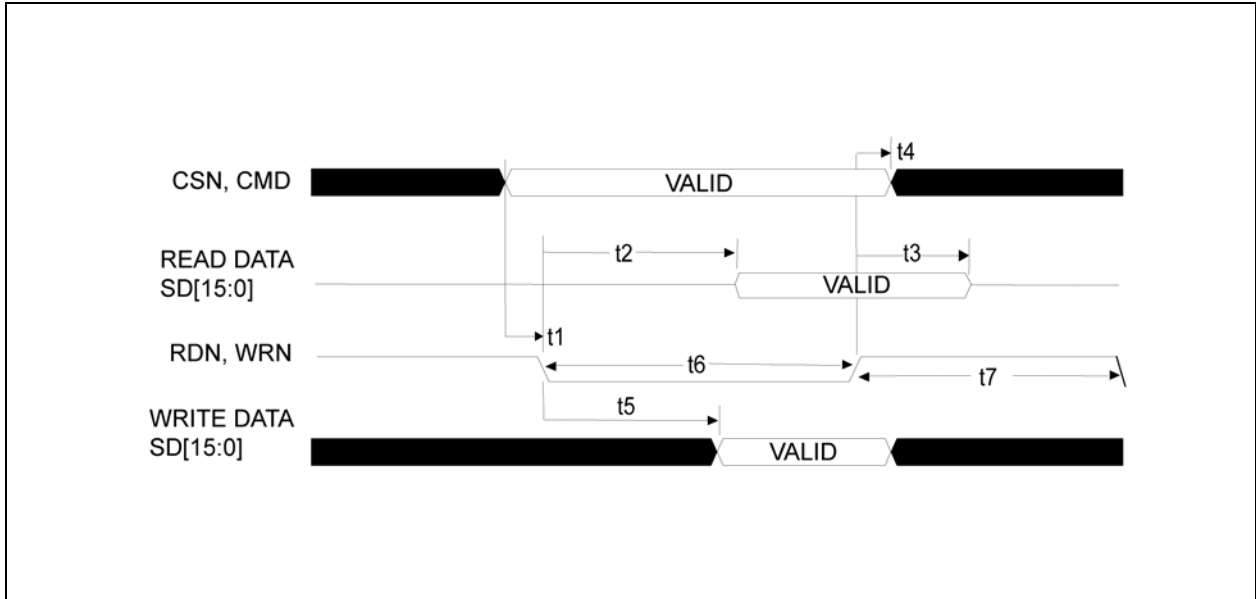 t4
CSN, CMD
VALID
READ DATA
SD[15:0]
t2
t3
VALID
t1
RDN, WRN
t6
t7
WRITE DATA
SD[15:0]
t5
VALID